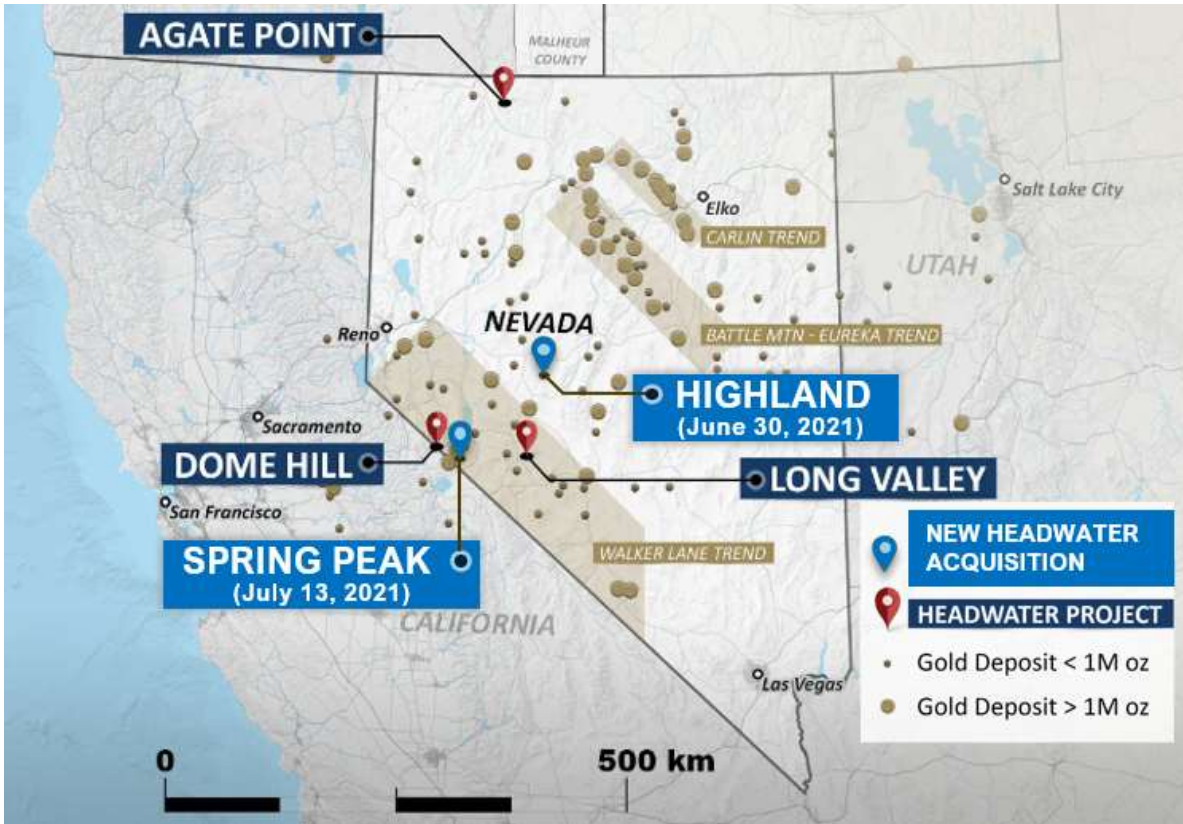 AGATE POINT
MALHEUR
COUNTY
Salt Lake City
Elko
CARLIN TREND
UTAH
NEVADA
Reno
BATTLE MTN - EUREKA TREND
HIGHLAND
(June 30, 2021)
Sacramento
DOME HILL
LONG VALLEY
San Francisco
SPRING PEAK
(July 13, 2021)
WALKER LANE TREND
CALIFORNIA
Las Vegas
NEW HEADWATER
ACQUISITION
HEADWATER PROJECT
Gold Deposit < 1M oz
Gold Deposit > 1M oz
0
500 km